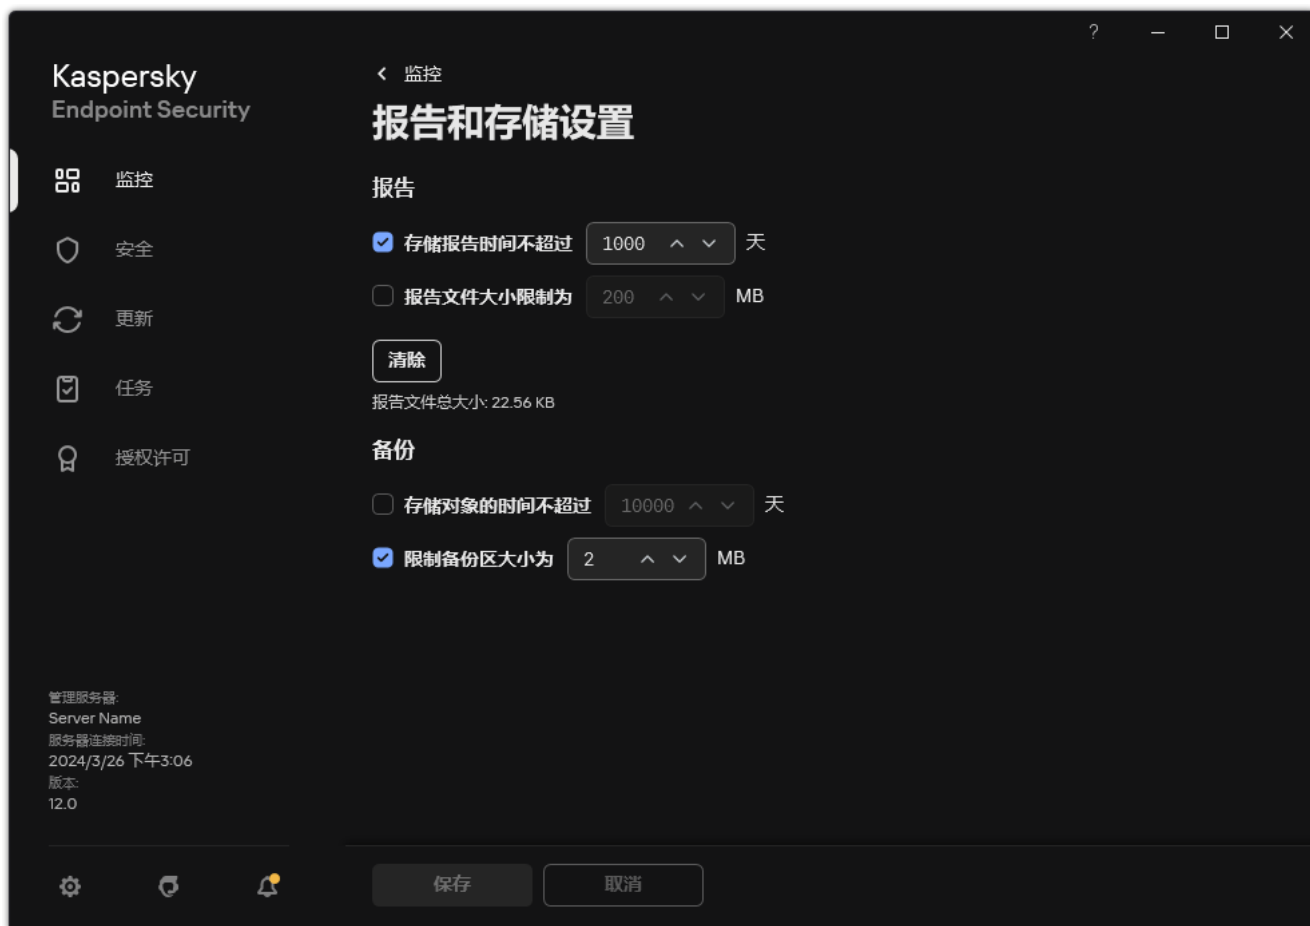 ?
Kaspersky
Endpoint Security
监控
安全
更新
任务
授权许可
管理服务器:
Server Name
服务器连接时间:
2024/3/26 下午3:06
版本:
12.0
监控
报告和存储设置
报告
存储报告时间不超过 1000 天
报告文件大小限制为 200 MB
清除
报告文件总大小: 22.56 KB
备份
存储对象的时间不超过 10000 天
限制备份区大小为 2 MB
保存 取消